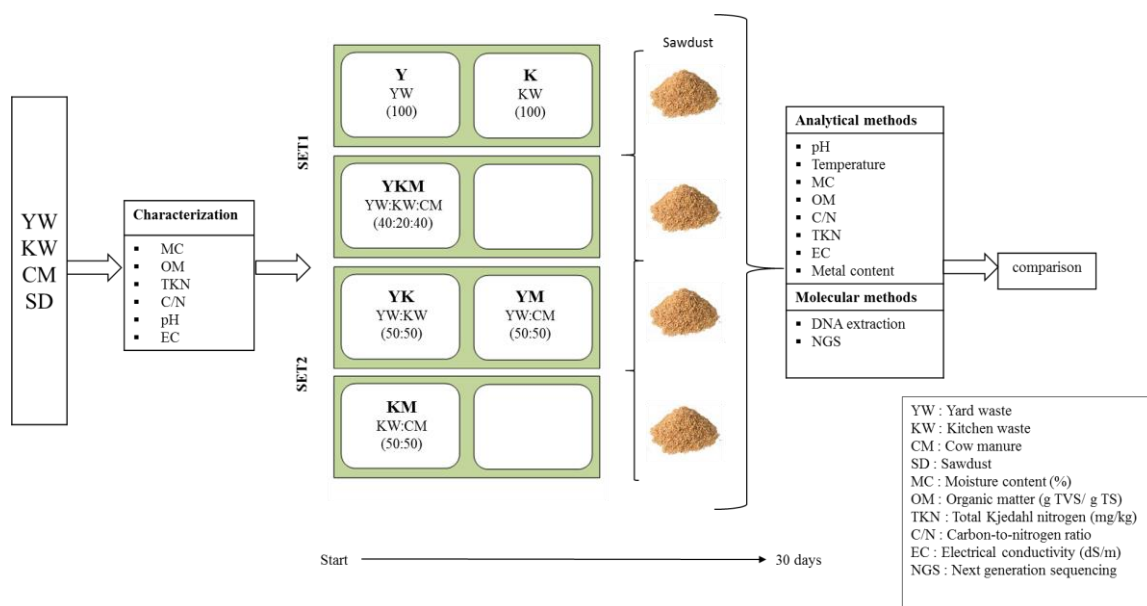 YW
KW
CM
SD
Characterization
▪ MC
▪ OM
▪ TKN
▪ C/N
▪ pH
▪ EC
SET1
Y
YW
(100)
K
KW
(100)
YKM
YW:KW:CM
(40:20:40)
SET2
YK
YW:KW
(50:50)
YM
YW:CM
(50:50)
KM
KW:CM
(50:50)
Sawdust
Start
30 days
Analytical methods
▪ pH
▪ Temperature
▪ MC
▪ OM
▪ C/N
▪ TKN
▪ EC
▪ Metal content
Molecular methods
▪ DNA extraction
▪ NGS
comparison
YW : Yard waste
KW : Kitchen waste
CM : Cow manure
SD : Sawdust
MC : Moisture content (%)
OM : Organic matter (g TVS/ g TS)
TKN : Total Kjedahl nitrogen (mg/kg)
C/N : Carbon-to-nitrogen ratio
EC : Electrical conductivity (dS/m)
NGS : Next generation sequencing